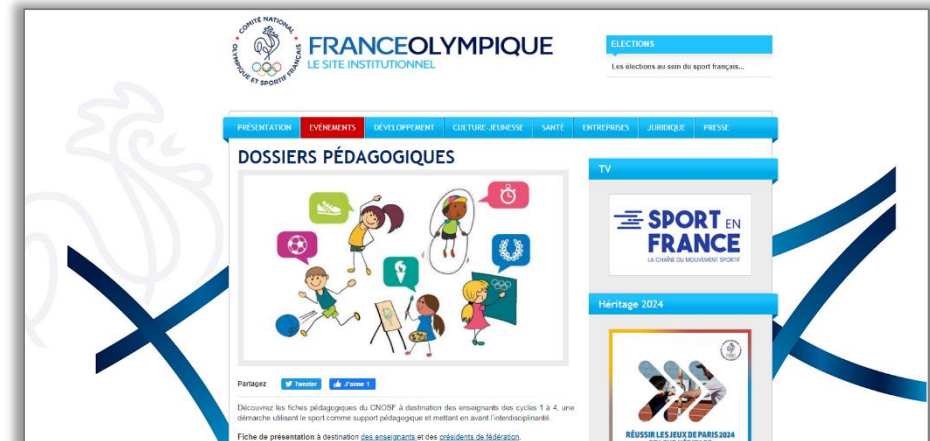 COMITÉ NATIONAL OLYMPIQUE ET SPORTIF FRANÇAIS
FRANCEOLYMPIQUE
LE SITE INSTITUTIONNEL
ELECTIONS
Les élections au sein du sport français...
PRÉSENTATION EVÉNEMENTS DÉVELOPPEMENT CULTURE-JEUNESSE SANTÉ ENTREPRISES JURIDIQUE PRESSE
DOSSIERS PÉDAGOGIQUES
Partagez Tweeter J'aime 1
Découvrez les fiches pédagogiques du CNOSF à destination des enseignants des cycles 1 à 4, une
démarche utilisant le sport comme support pédagogique et mettant en avant l'interdisciplinarité.
Fiche de présentation à destination des enseignants et des présidents de fédération.
TV
SPORT EN
FRANCE
LA CHAÎNE DU MOUVEMENT SPORTIF
Héritage 2024
RÉUSSIR LES JEUX DE PARIS 2024